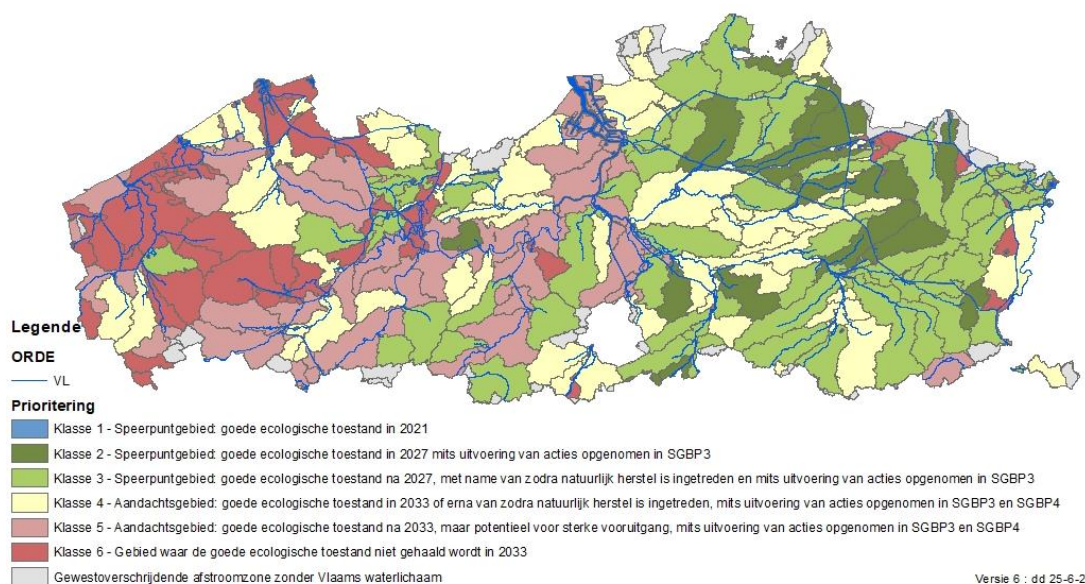 Legende
ORDE
VL
Prioritering
Klasse 1 - Speerpuntgebied: goede ecologische toestand in 2021
Klasse 2 - Speerpuntgebied: goede ecologische toestand in 2027 mits uitvoering van acties opgenomen in SGBP3
Klasse 3 - Speerpuntgebied: goede ecologische toestand na 2027, met name van zodra natuurlijk herstel is ingetreden en mits uitvoering van acties opgenomen in SGBP3
Klasse 4 - Aandachtsgebied: goede ecologische toestand in 2033 of erna van zodra natuurlijk herstel is ingetreden, mits uitvoering van acties opgenomen in SGBP3 en SGBP4
Klasse 5 - Aandachtsgebied: goede ecologische toestand na 2033, maar potentieel voor sterke vooruitgang, mits uitvoering van acties opgenomen in SGBP3 en SGBP4
Klasse 6 - Gebied waar de goede ecologische toestand niet gehaald wordt in 2033
Gewestoverschrijdende afstroomzone zonder Vlaams waterlichaam
Versie 6 : dd 25-6-2